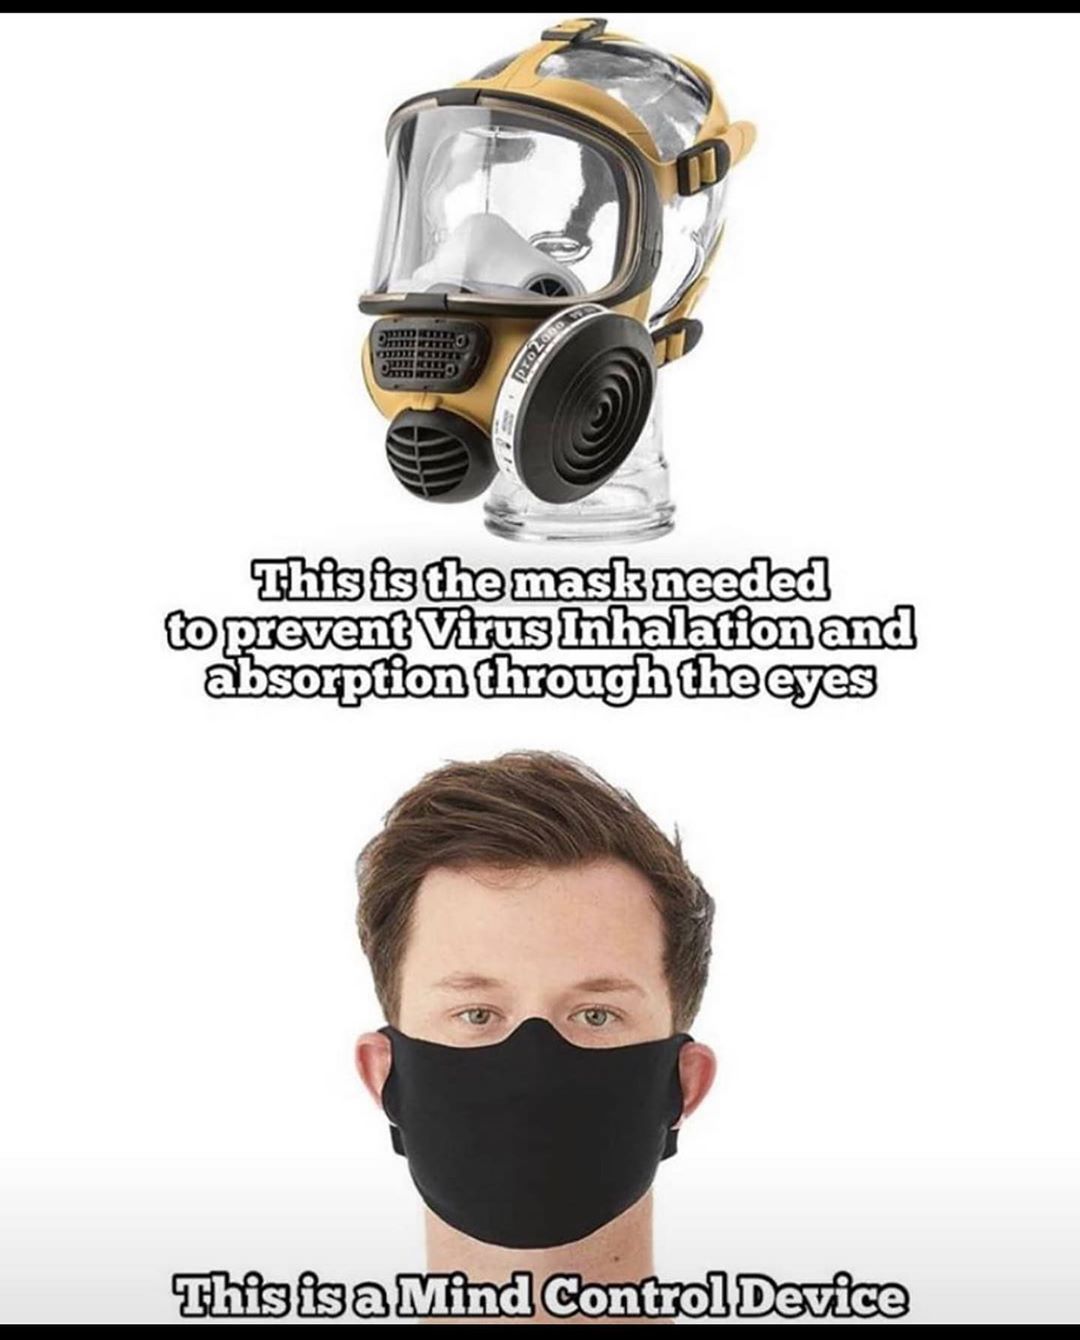 pro2000
This is the mask needed
to prevent Virus Inhalation and
absorption through the eyes
This is a Mind Control Device